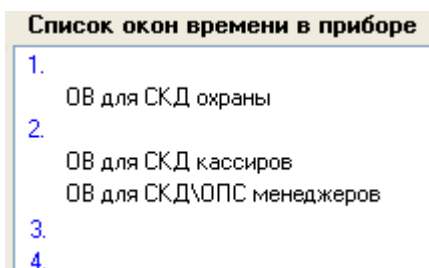 Список окон времени в приборе
1.
ОВ для СКД охраны
2.
ОВ для СКД кассиров
ОВ для СКД\ОПС менеджеров
3.
4.